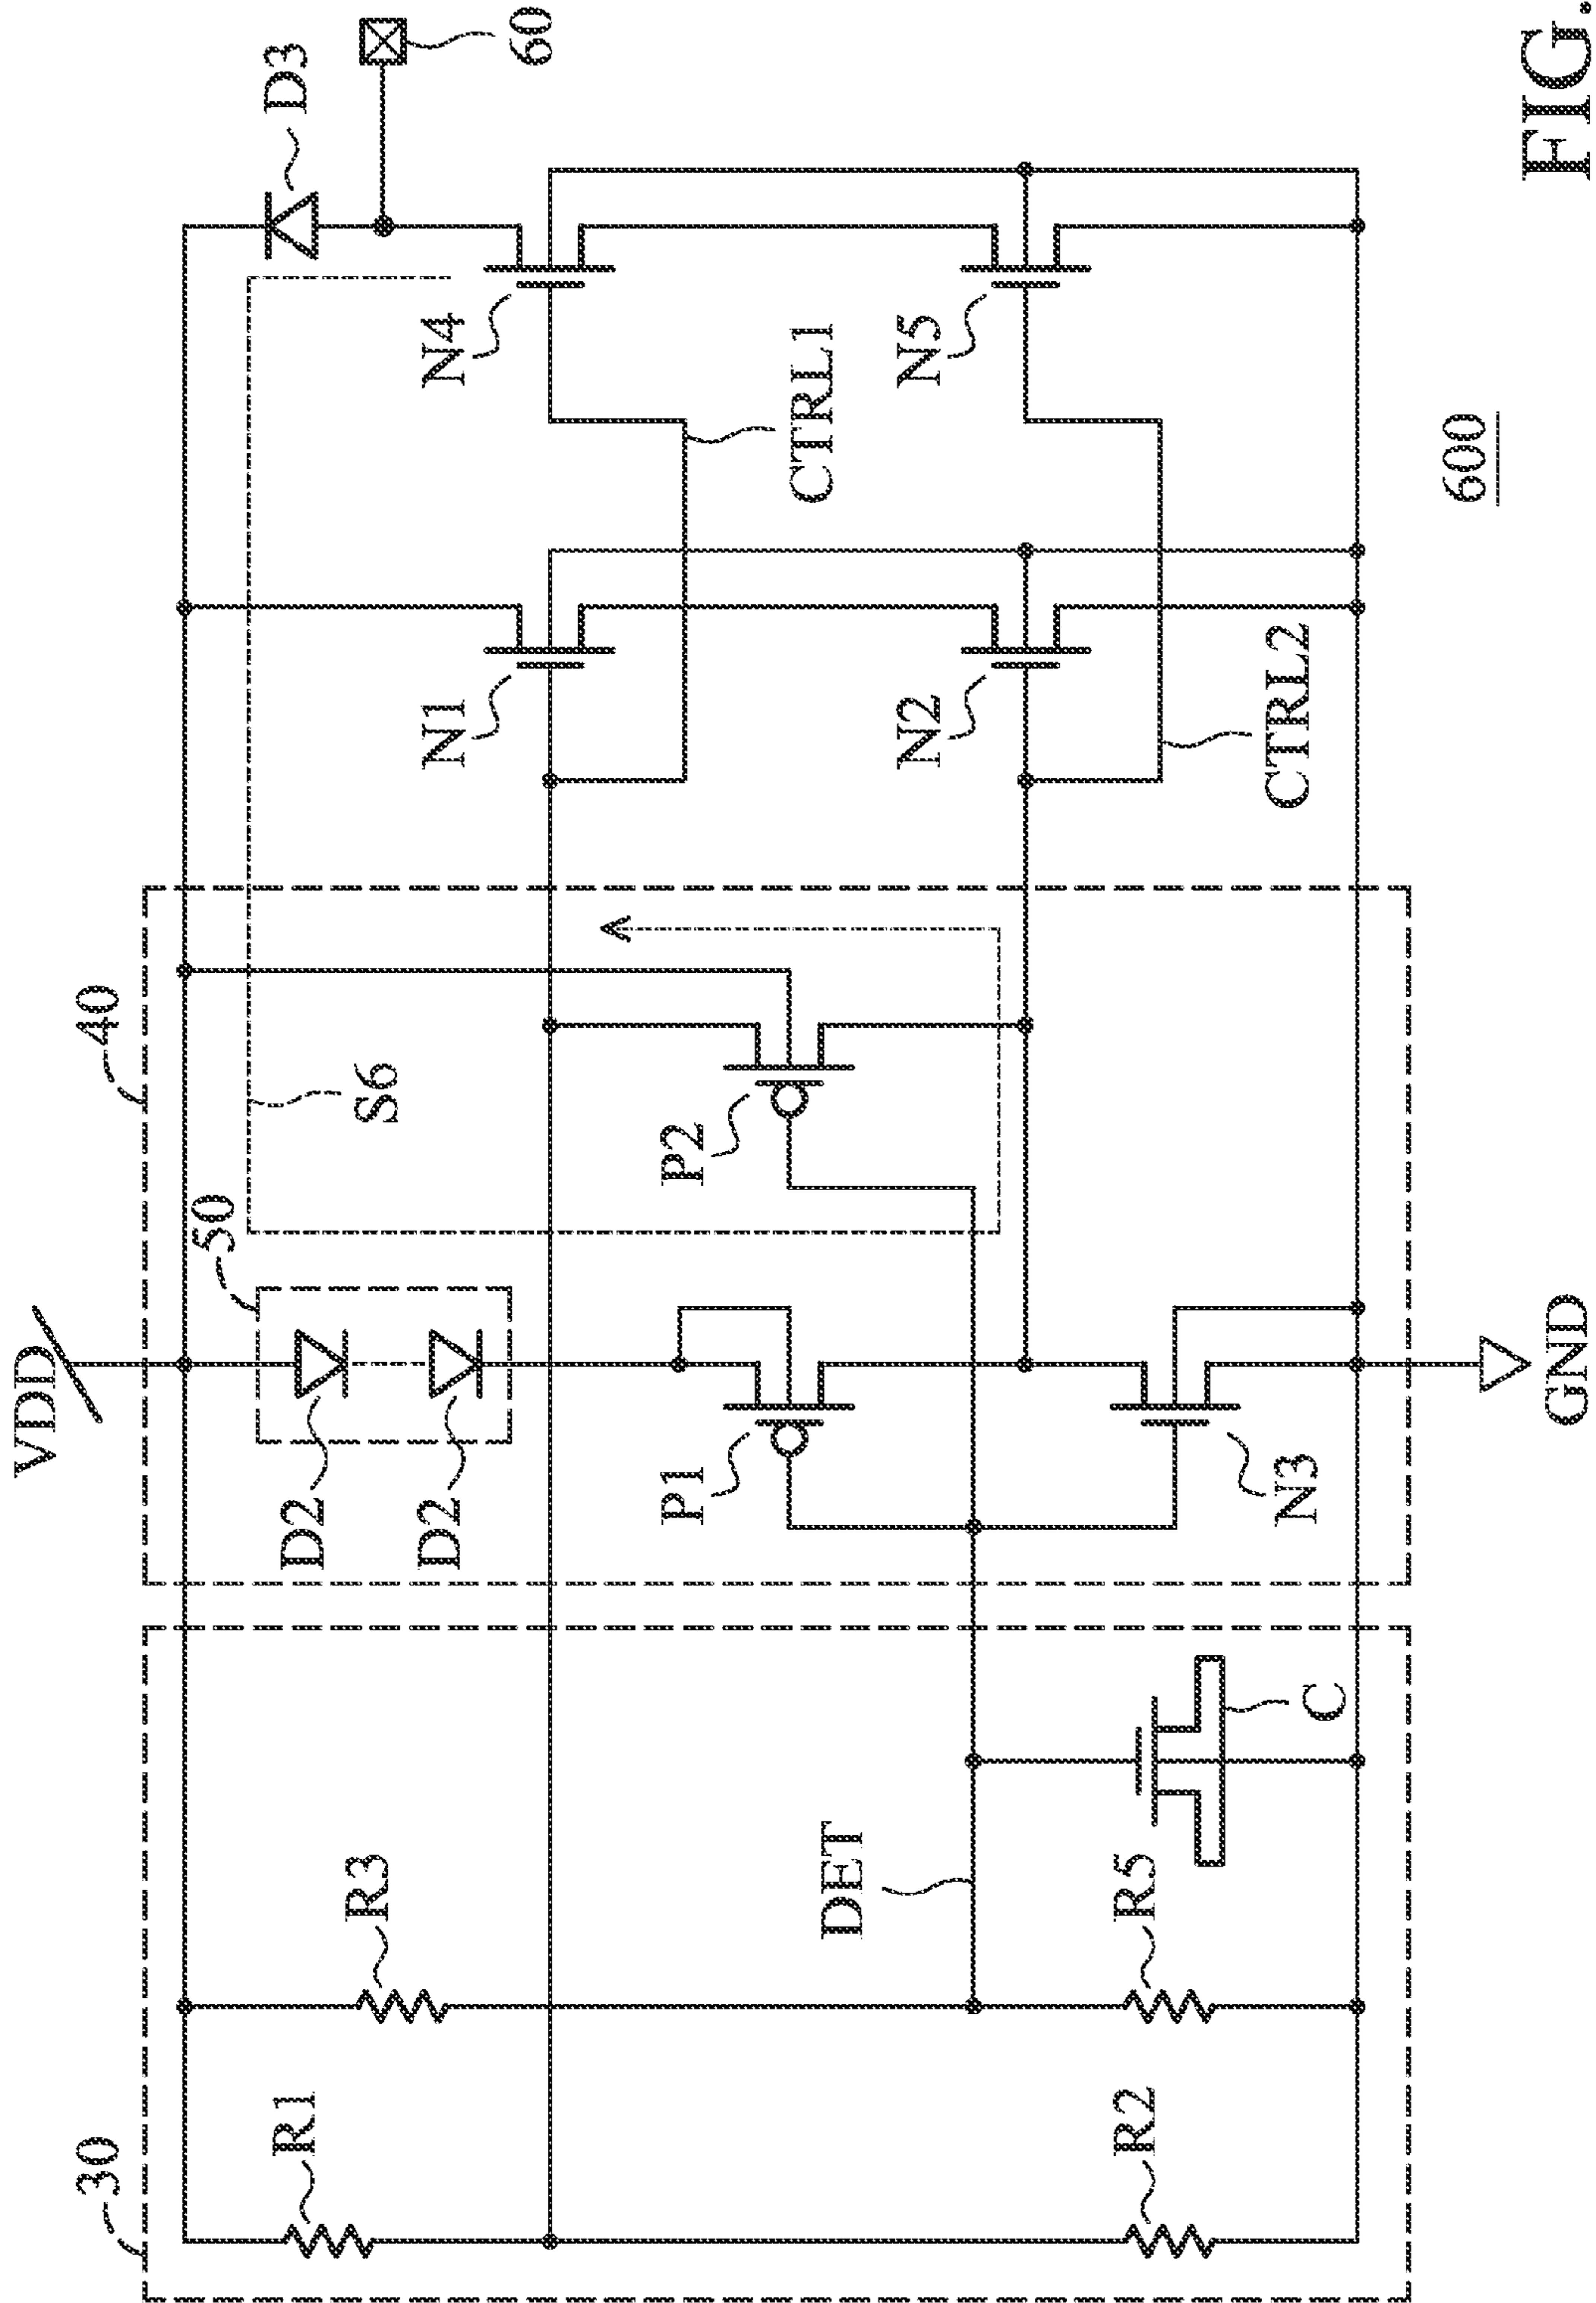 VDD
40
30
50
D3
60
R1
R3
D2
D2
S6
N1
N4
P1
P2
CTRL1
DET
N2
N5
R2
R5
C
N3
CTRL2
GND
600
FIG.